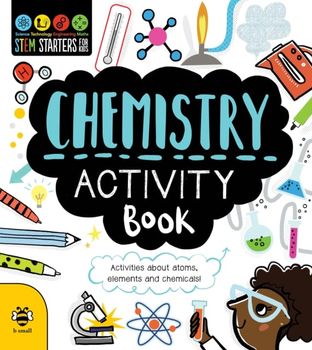 Science Technology Engineering Maths
STEM STARTERS FOR KIDS
CHEMISTRY
ACTIVITY
BOOK
Activities about atoms,
elements and chemicals!
b small